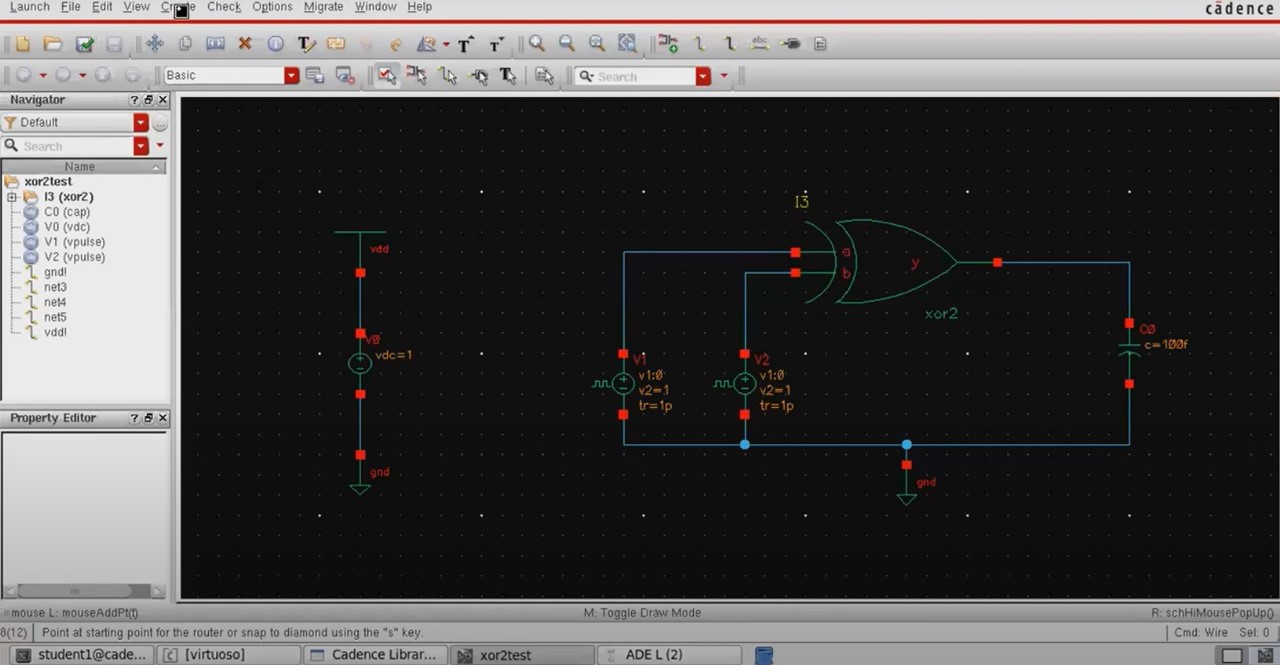 Launch File Edit View Check Options Migrate Window Help
cādence
Basic
Search
Navigator
Default
Search
Name
xor2test
I3 (xor2)
C0 (cap)
V0 (vdc)
V1 (vpulse)
V2 (vpulse)
gnd!
net3
net4
net5
vdd!
Property Editor
vdd
V0
vdc=1
gnd
I3
a
b
y
xor2
V1
v1:0
v2=1
tr=1p
V2
v1:0
v2=1
tr=1p
C0
c=100f
gnd
mouse L: mouseAddPt() M: Toggle Draw Mode R: schHiMousePopUp()
8(12) Point at starting point for the router or snap to diamond using the "s" key. Cmd: Wire Sel: 0
student1@cade... [virtuoso] Cadence Librar... xor2test ADE L (2)